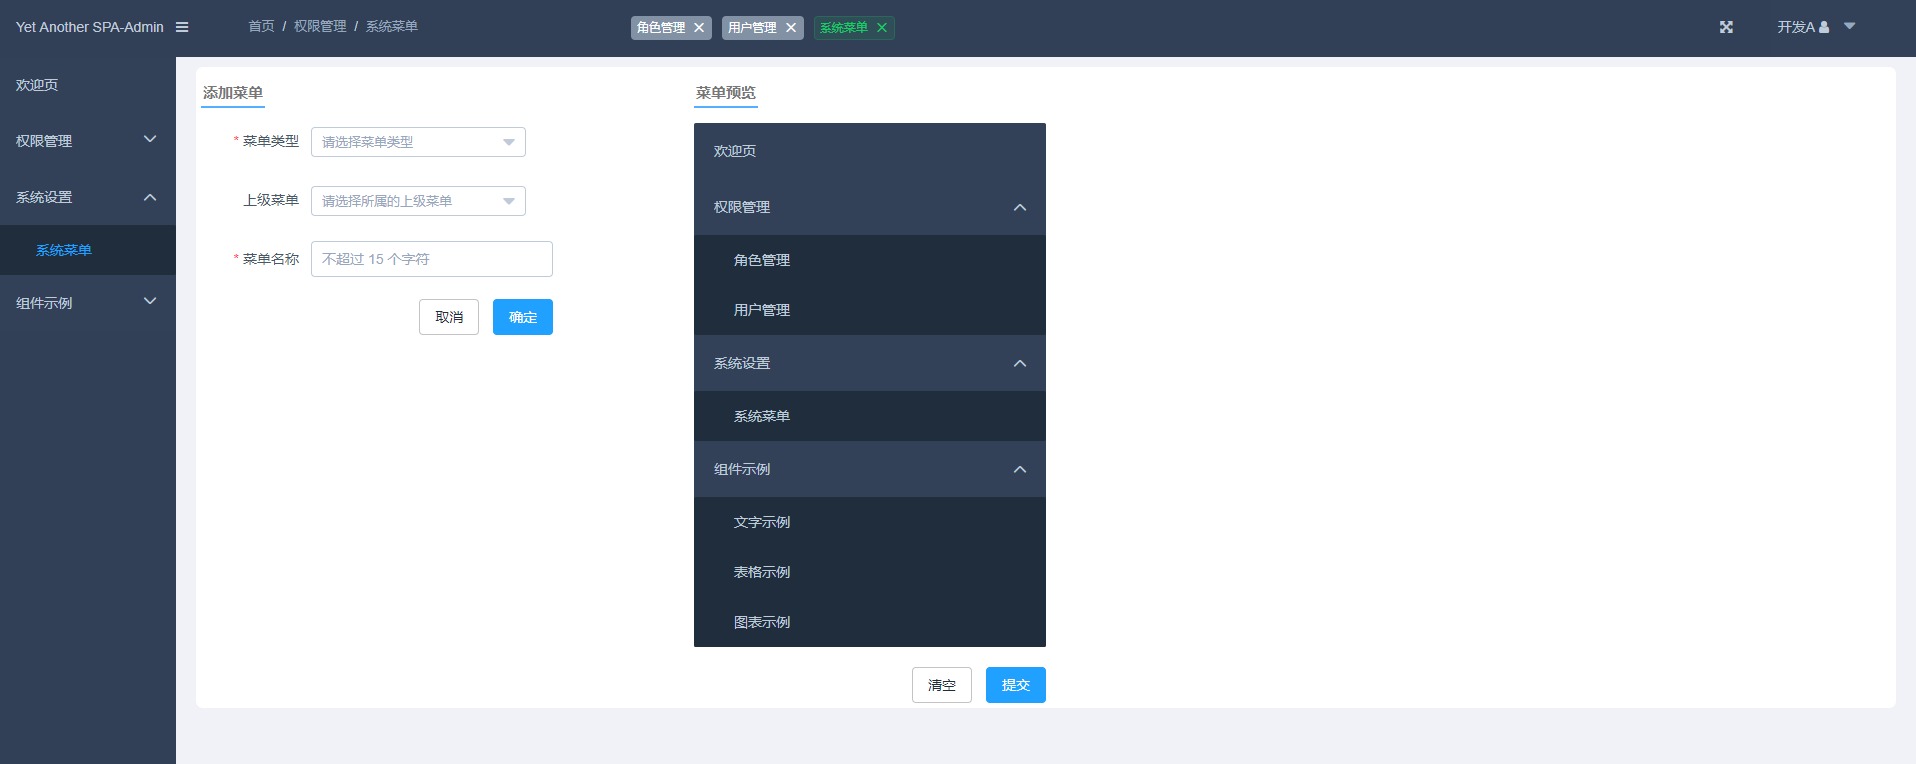 Yet Another SPA-Admin
首页 / 权限管理 / 系统菜单
角色管理 用户管理 系统菜单
开发A
欢迎页
权限管理
系统设置
系统菜单
组件示例
添加菜单
* 菜单类型 请选择菜单类型
上级菜单 请选择所属的上级菜单
* 菜单名称 不超过 15 个字符
取消 确定
菜单预览
欢迎页
权限管理
角色管理
用户管理
系统设置
系统菜单
组件示例
文字示例
表格示例
图表示例
清空 提交